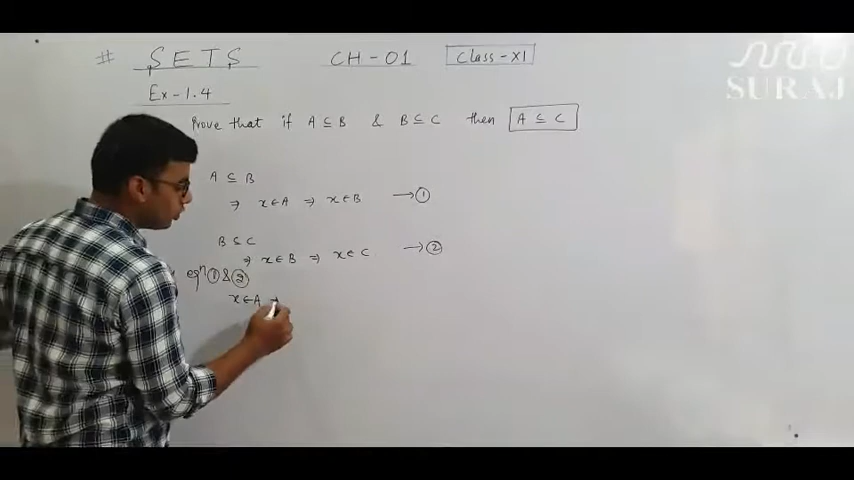 # SETS CH-01 Class-XI
Ex-1.4
Prove that if A ⊆ B & B ⊆ C then A ⊆ C
A ⊆ B
⇒ x ∈ A ⇒ x ∈ B → ①
B ⊆ C
⇒ x ∈ B ⇒ x ∈ C → ②
eqⁿ ① & ②
x ∈ A
SURAJ